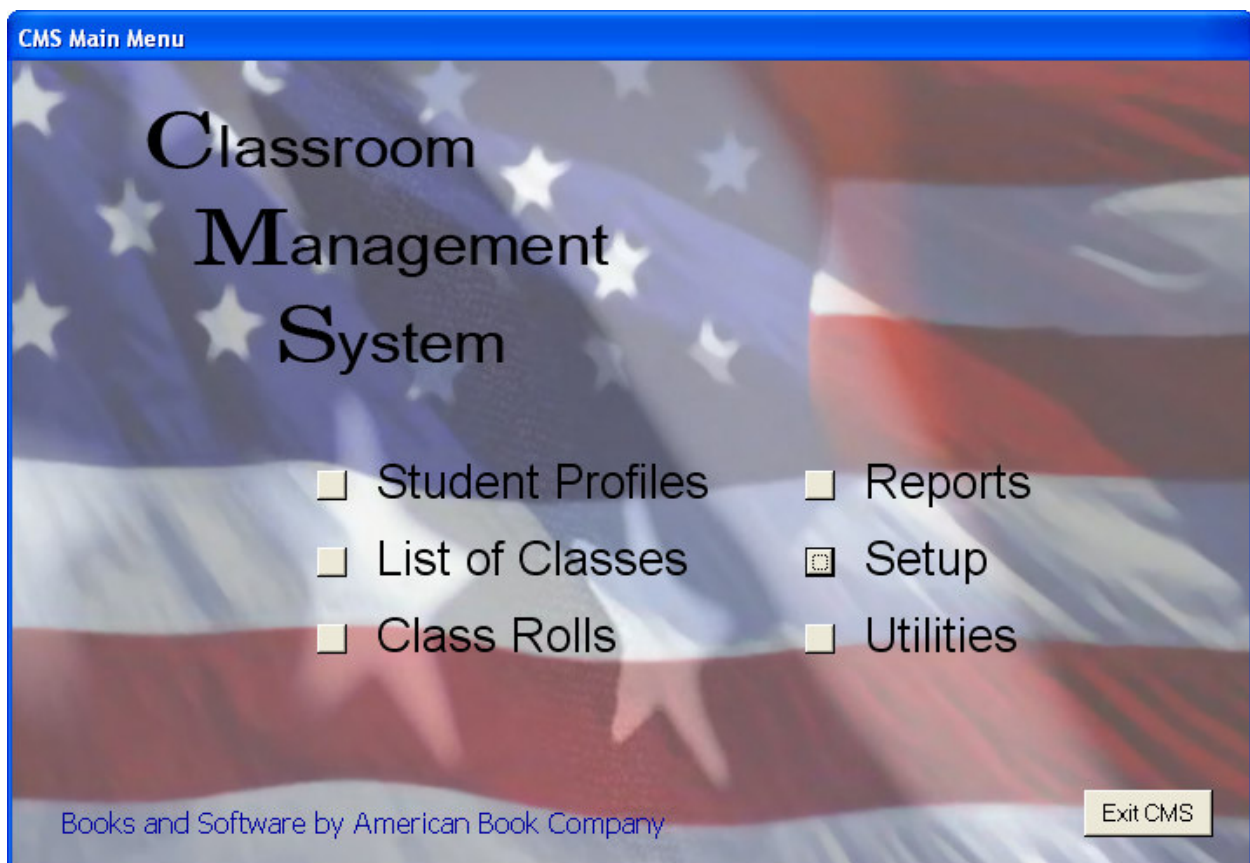 CMS Main Menu
Classroom
Management
System
Student Profiles
Reports
List of Classes
Setup
Class Rolls
Utilities
Books and Software by American Book Company
Exit CMS